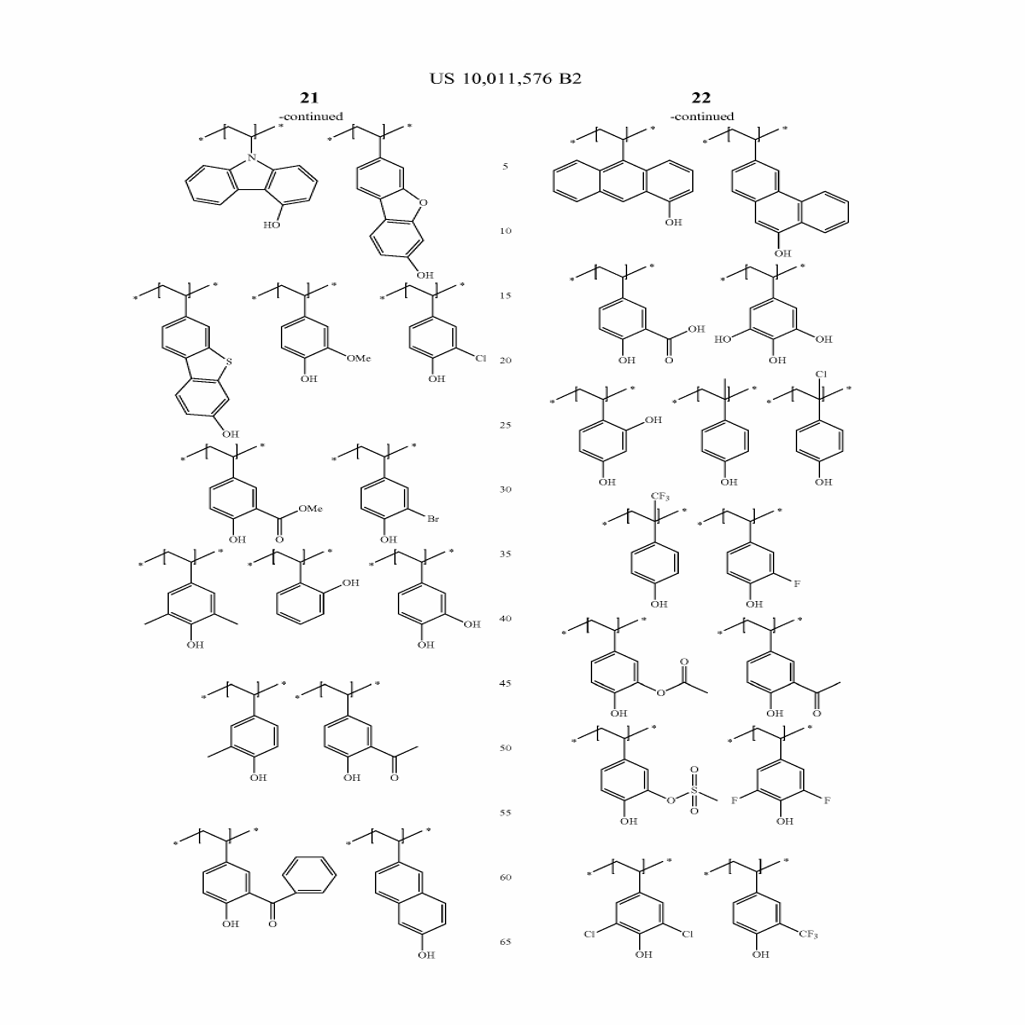 US 10,011,576 B2
21
-continued
* * * *
N
O
HO
OH
* * * * * *
S
OMe
Cl
OH
OH
OH
* * * *
OMe
Br
OH
O
OH
* * * * * *
OH
OH
OH
OH
* * * *
OH
OH
O
* * * *
OH
O
OH
5
10
15
20
25
30
35
40
45
50
55
60
65
22
-continued
* * * *
OH
OH
* * * *
OH
OH
O
HO
OH
OH
Cl
* * * * * *
OH
OH
OH
OH
CF3
* * * *
F
OH
OH
* * * *
O
O
OH
OH
O
* * * *
O
O
S
O
OH
F
F
OH
* * * *
Cl
Cl
OH
CF3
OH